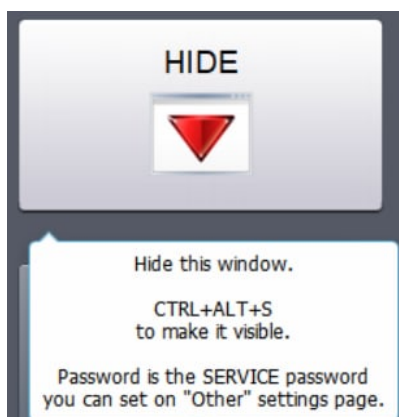 HIDE
Hide this window.
CTRL+ALT+S
to make it visible.
Password is the SERVICE password
you can set on "Other" settings page.